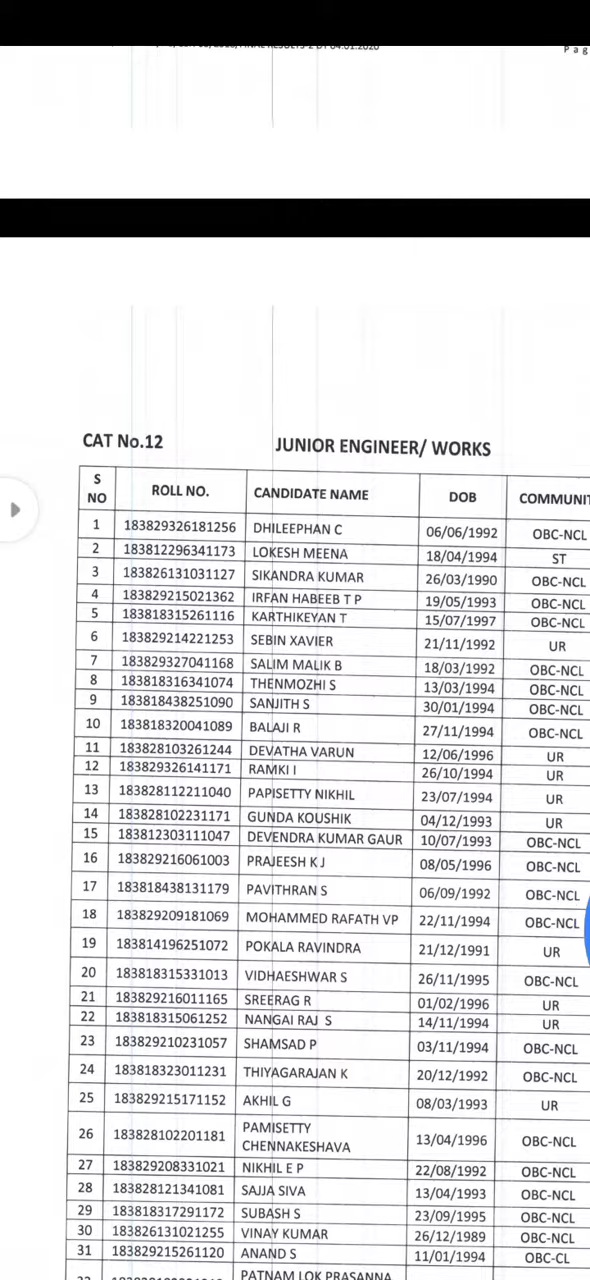 FINAL RESULTS-2 DT 04.01.2020
Pag
CAT No.12 JUNIOR ENGINEER/ WORKS
S NO ROLL NO. CANDIDATE NAME DOB COMMUNIT
1 183829326181256 DHILEEPHAN C 06/06/1992 OBC-NCL
2 183812296341173 LOKESH MEENA 18/04/1994 ST
3 183826131031127 SIKANDRA KUMAR 26/03/1990 OBC-NCL
4 183829215021362 IRFAN HABEEB T P 19/05/1993 OBC-NCL
5 183818315261116 KARTHIKEYAN T 15/07/1997 OBC-NCL
6 183829214221253 SEBIN XAVIER 21/11/1992 UR
7 183829327041168 SALIM MALIK B 18/03/1992 OBC-NCL
8 183818316341074 THENMOZHI S 13/03/1994 OBC-NCL
9 183818438251090 SANJITH S 30/01/1994 OBC-NCL
10 183818320041089 BALAJI R 27/11/1994 OBC-NCL
11 183828103261244 DEVATHA VARUN 12/06/1996 UR
12 183829326141171 RAMKI I 26/10/1994 UR
13 183828112211040 PAPISETTY NIKHIL 23/07/1994 UR
14 183828102231171 GUNDA KOUSHIK 04/12/1993 UR
15 183812303111047 DEVENDRA KUMAR GAUR 10/07/1993 OBC-NCL
16 183829216061003 PRAJEESH K J 08/05/1996 OBC-NCL
17 183818438131179 PAVITHRAN S 06/09/1992 OBC-NCL
18 183829209181069 MOHAMMED RAFATH VP 22/11/1994 OBC-NCL
19 183814196251072 POKALA RAVINDRA 21/12/1991 UR
20 183818315331013 VIDHAESHWAR S 26/11/1995 OBC-NCL
21 183829216011165 SREERAG R 01/02/1996 UR
22 183818315061252 NANGAI RAJ S 14/11/1994 UR
23 183829210231057 SHAMSAD P 03/11/1994 OBC-NCL
24 183818323011231 THIYAGARAJAN K 20/12/1992 OBC-NCL
25 183829215171152 AKHIL G 08/03/1993 UR
26 183828102201181 PAMISETTY CHENNAKESHAVA 13/04/1996 OBC-NCL
27 183829208331021 NIKHIL E P 22/08/1992 OBC-NCL
28 183828121341081 SAJJA SIVA 13/04/1993 OBC-NCL
29 183818317291172 SUBASH S 23/09/1995 OBC-NCL
30 183826131021255 VINAY KUMAR 26/12/1989 OBC-NCL
31 183829215261120 ANAND S 11/01/1994 OBC-CL
PATNAM LOK PRASANNA